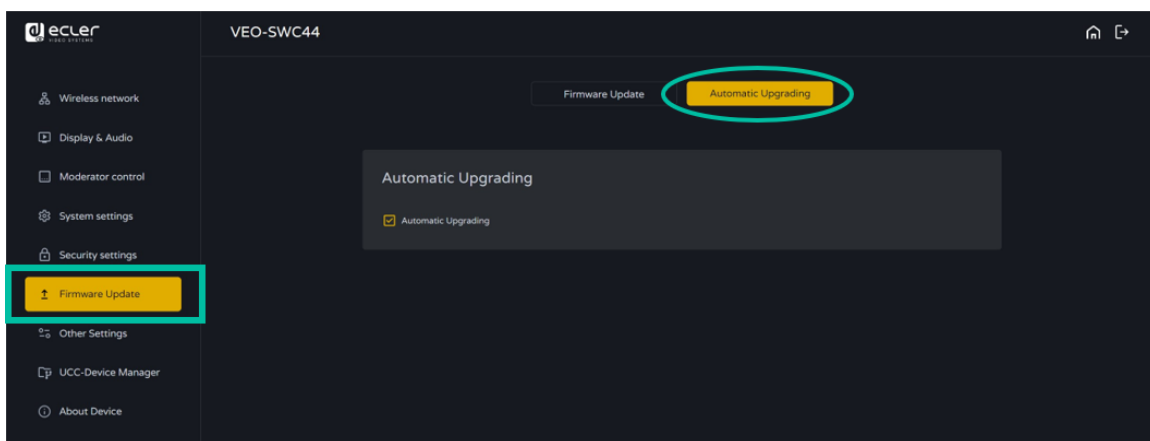 ecler
VIDEO SYSTEMS
VEO-SWC44
Wireless network
Display & Audio
Moderator control
System settings
Security settings
Firmware Update
Other Settings
UCC-Device Manager
About Device
Firmware Update
Automatic Upgrading
Automatic Upgrading
Automatic Upgrading